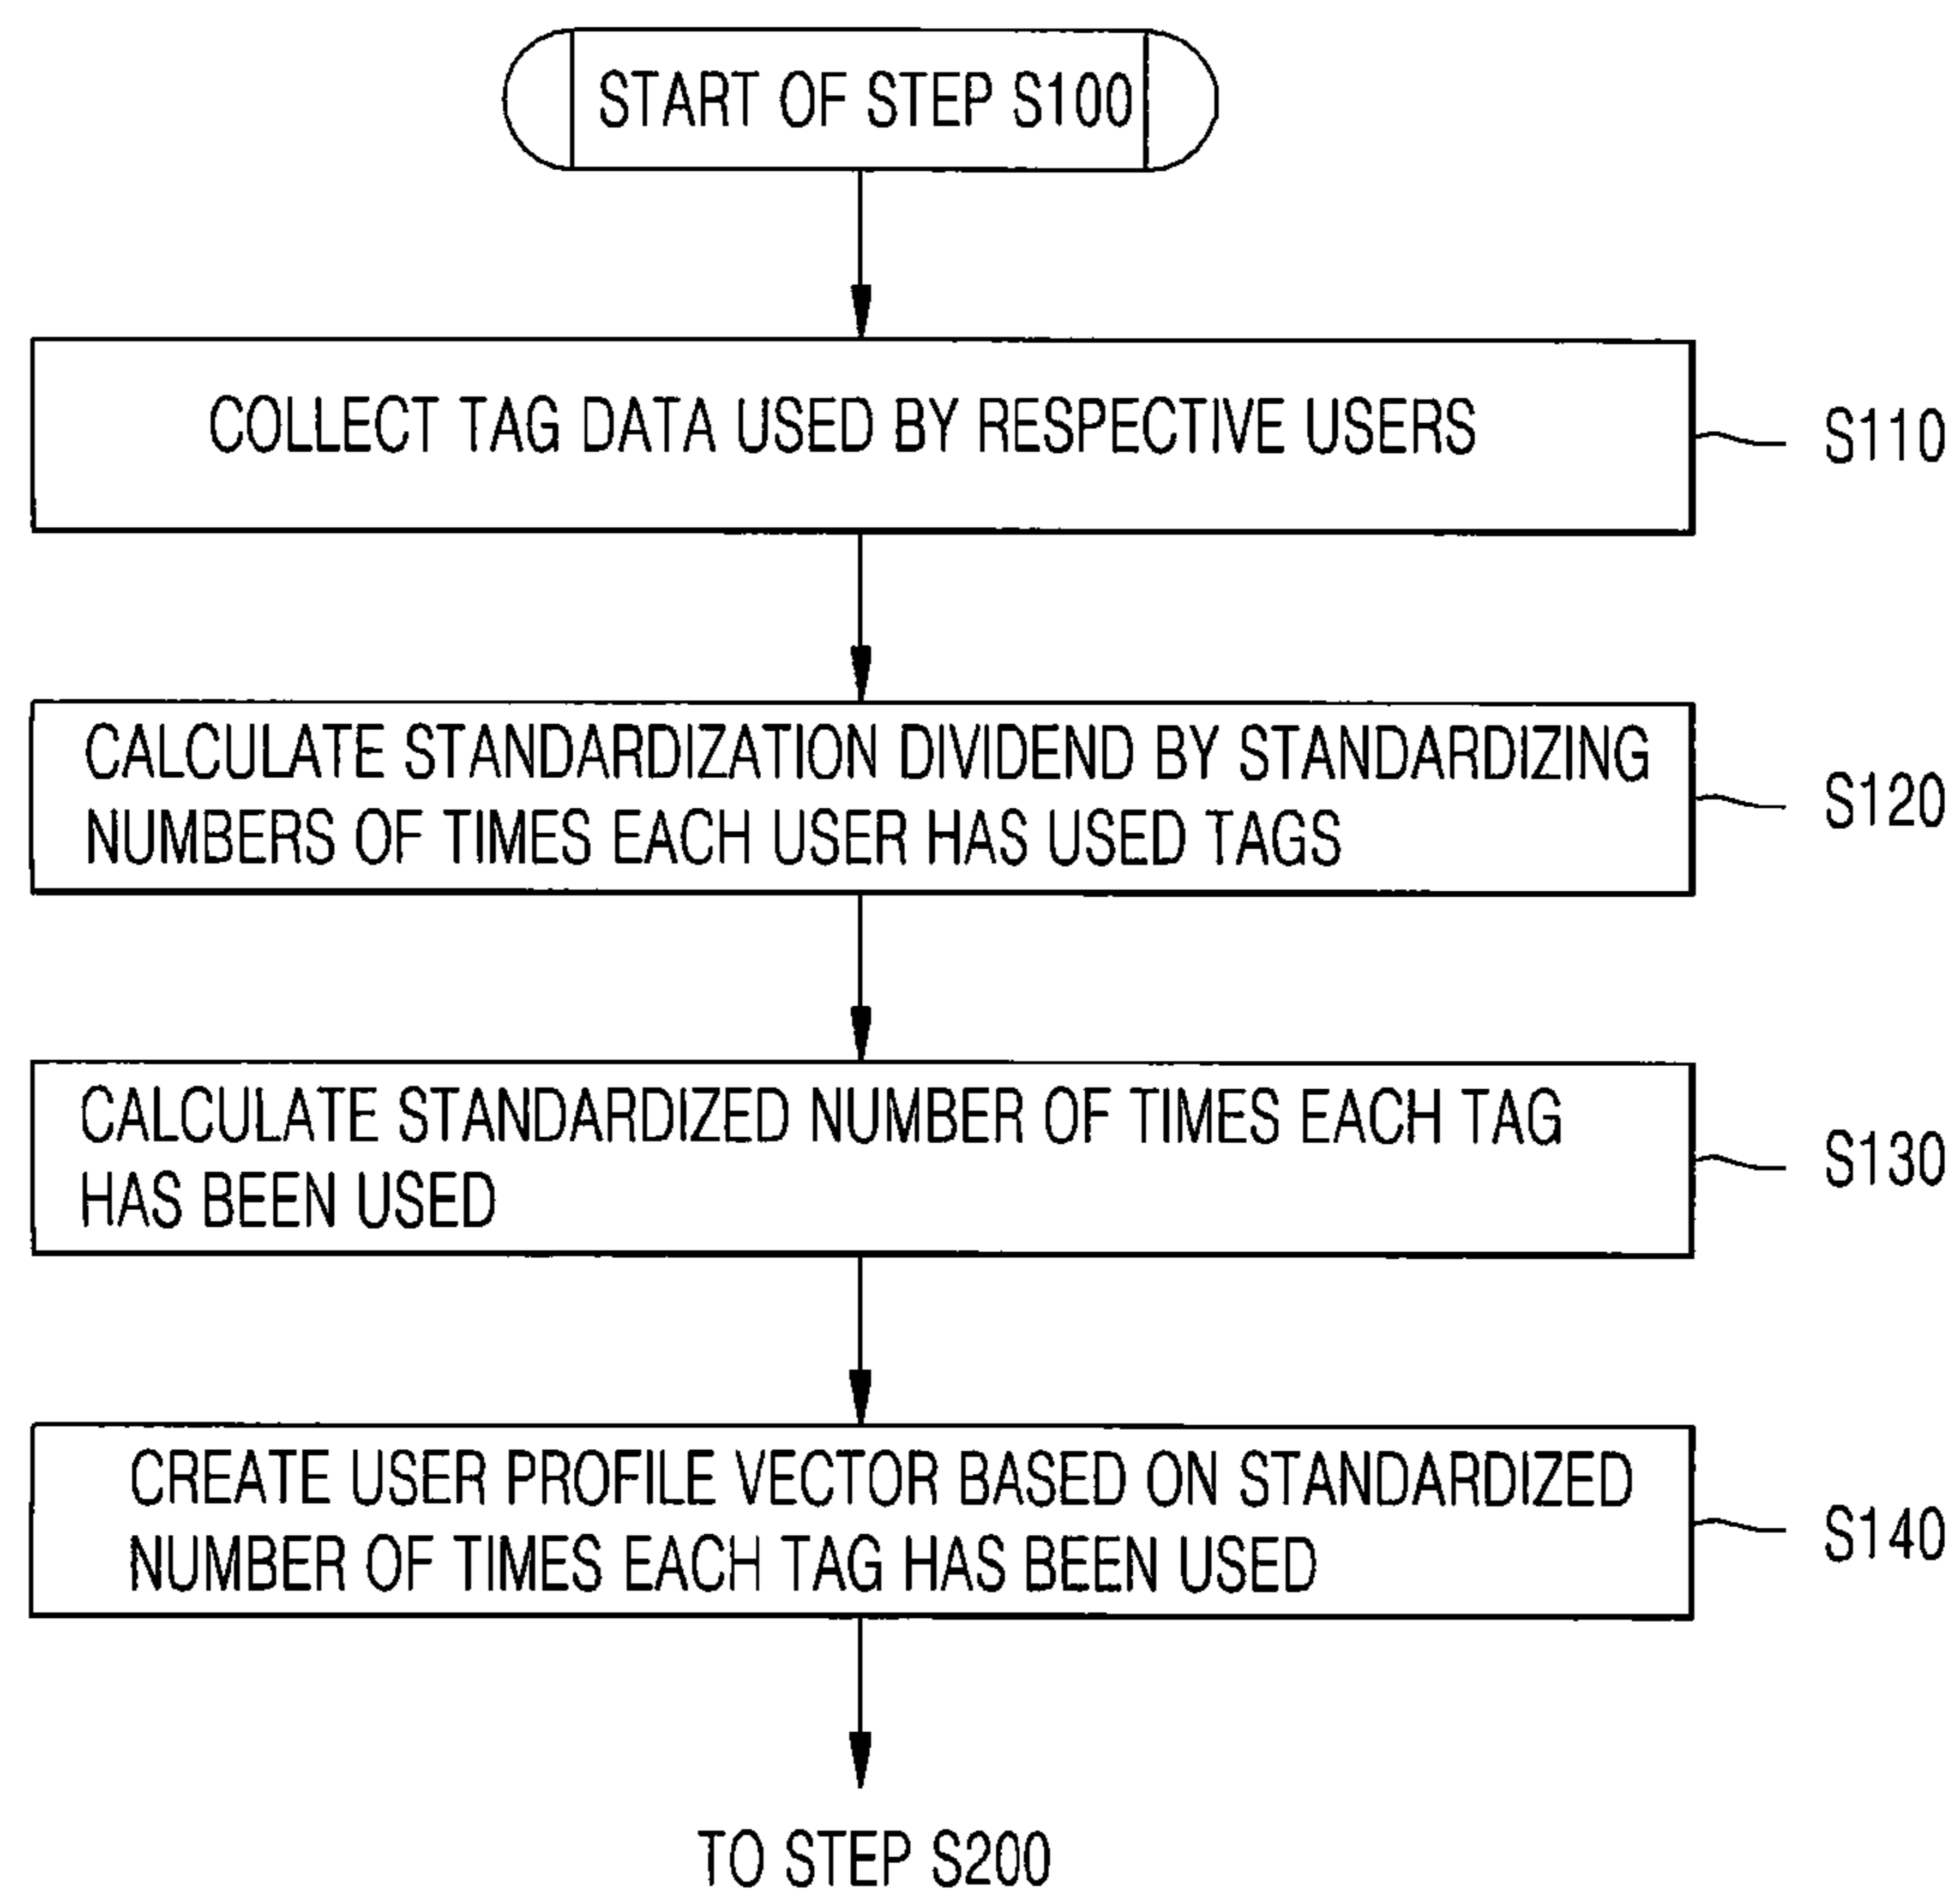 START OF STEP S100
COLLECT TAG DATA USED BY RESPECTIVE USERS
S110
CALCULATE STANDARDIZATION DIVIDEND BY STANDARDIZING
NUMBERS OF TIMES EACH USER HAS USED TAGS
S120
CALCULATE STANDARDIZED NUMBER OF TIMES EACH TAG
HAS BEEN USED
S130
CREATE USER PROFILE VECTOR BASED ON STANDARDIZED
NUMBER OF TIMES EACH TAG HAS BEEN USED
S140
TO STEP S200